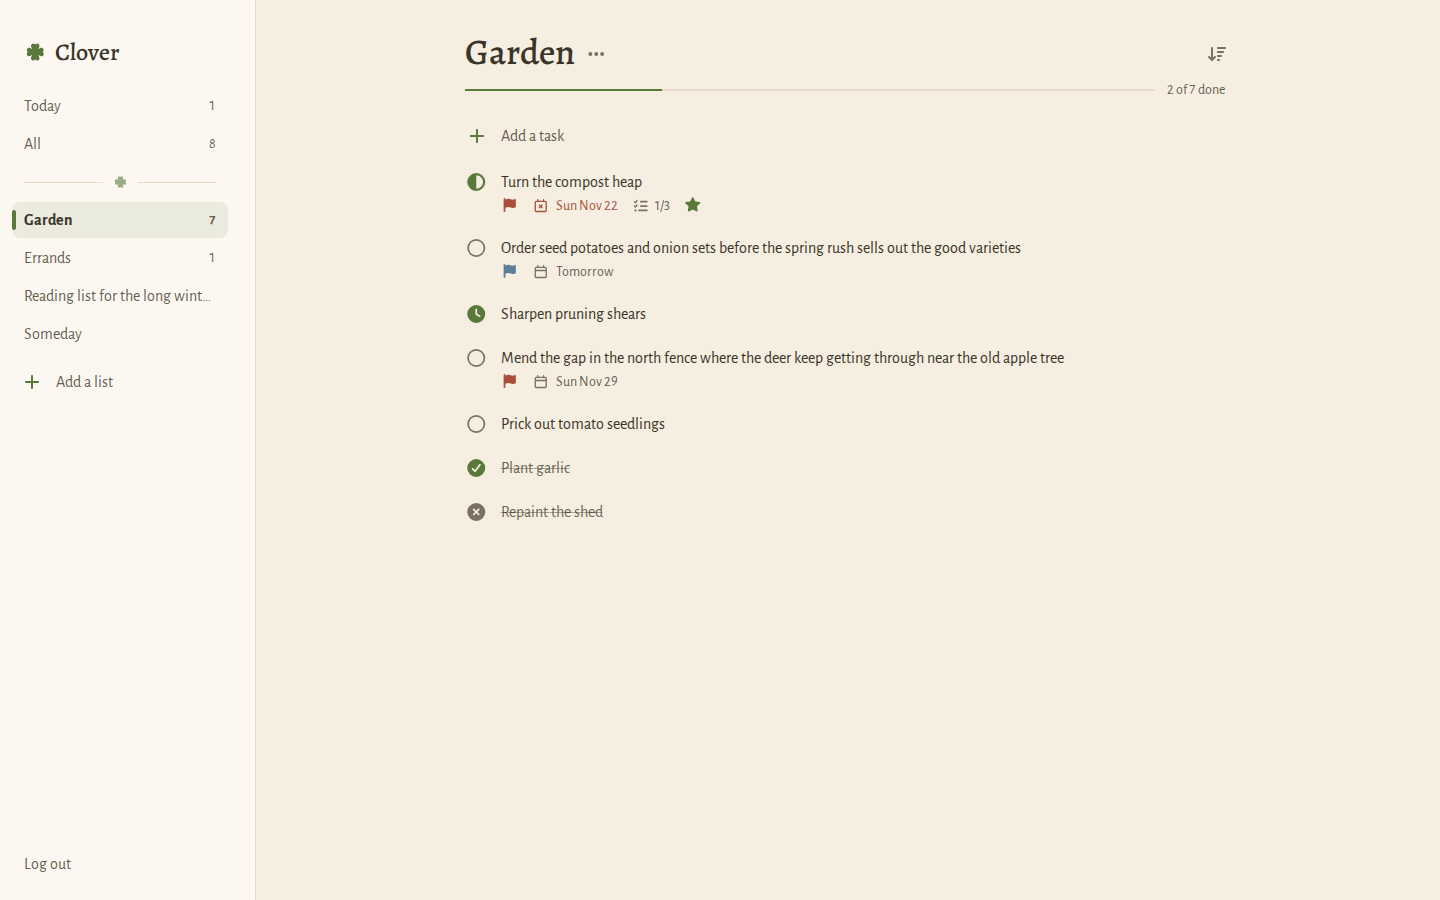 Clover
Today 1
All 8
Garden 7
Errands 1
Reading list for the long wint...
Someday
Add a list
Log out
Garden
2 of 7 done
Add a task
Turn the compost heap
Sun Nov 22 1/3
Order seed potatoes and onion sets before the spring rush sells out the good varieties
Tomorrow
Sharpen pruning shears
Mend the gap in the north fence where the deer keep getting through near the old apple tree
Sun Nov 29
Prick out tomato seedlings
Plant garlic
Repaint the shed